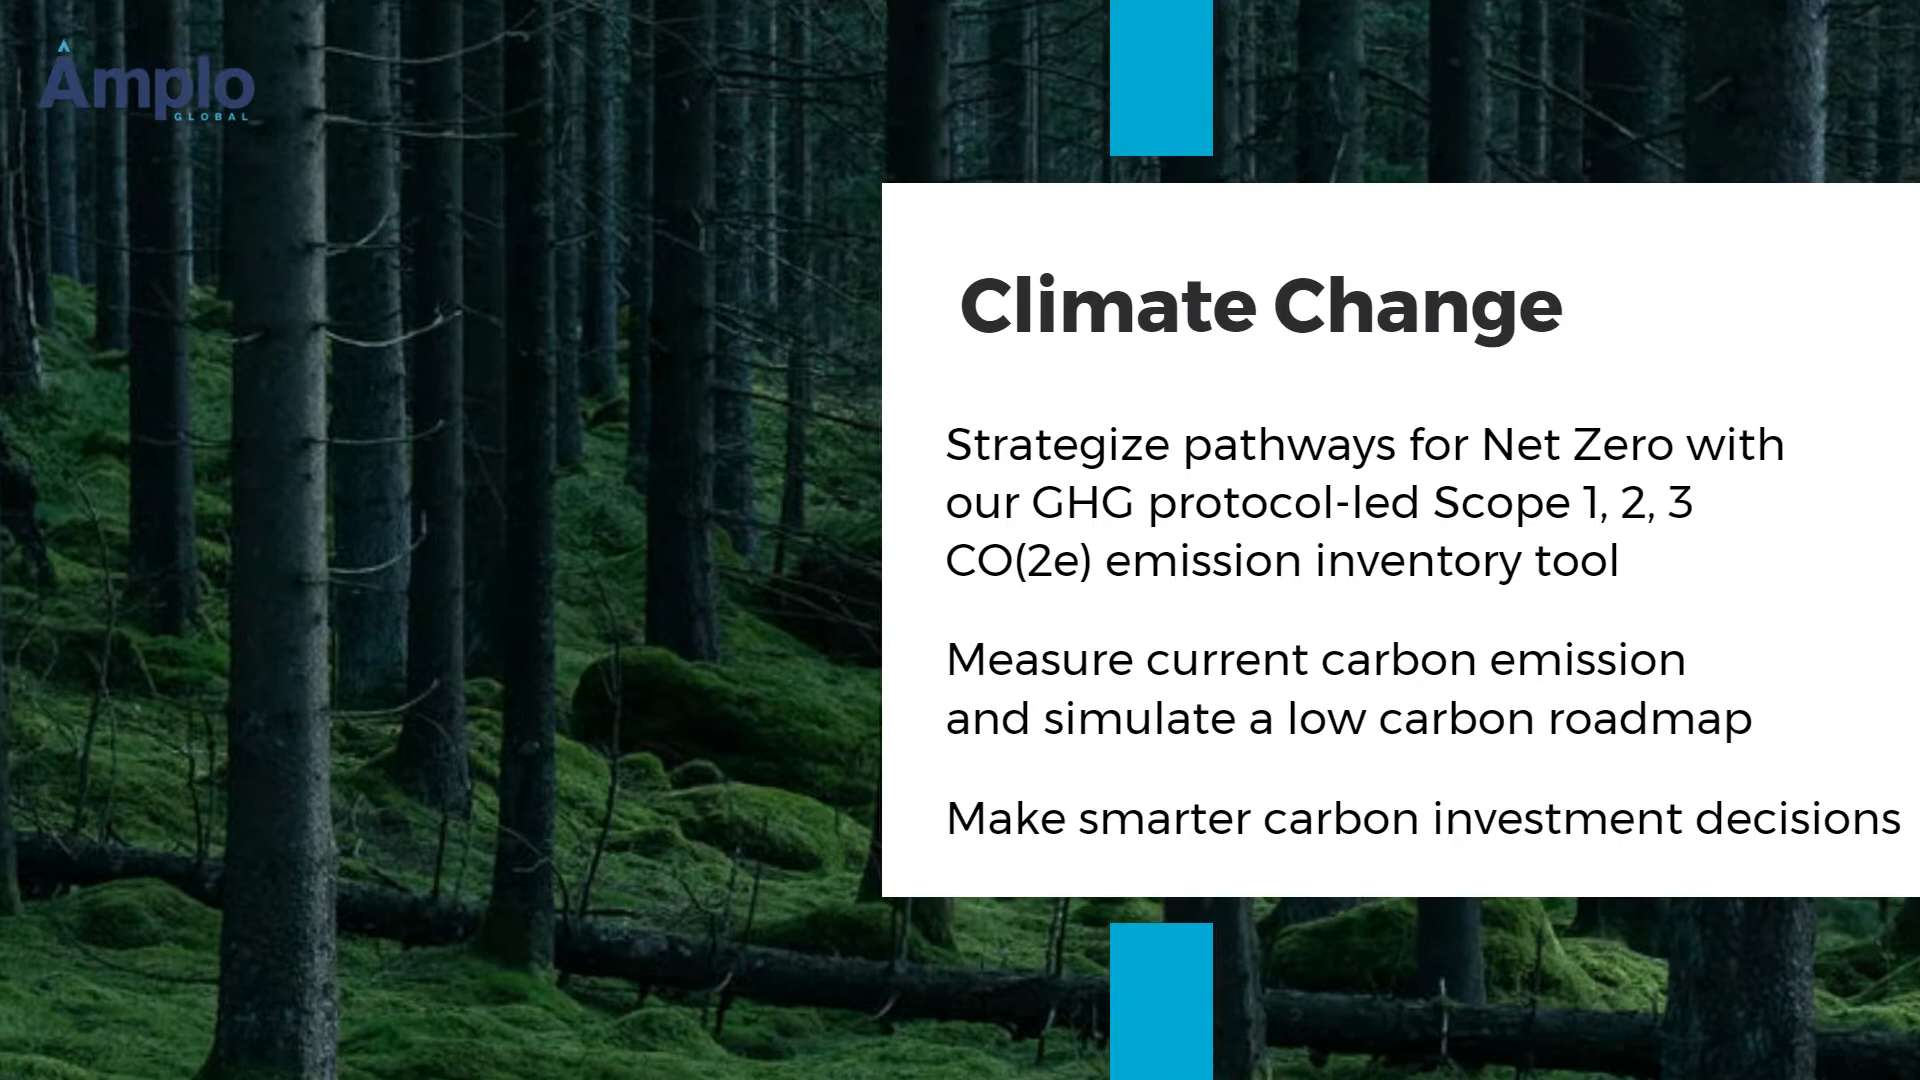 Amplo
GLOBAL
Climate Change
Strategize pathways for Net Zero with
our GHG protocol-led Scope 1, 2, 3
CO(2e) emission inventory tool
Measure current carbon emission
and simulate a low carbon roadmap
Make smarter carbon investment decisions